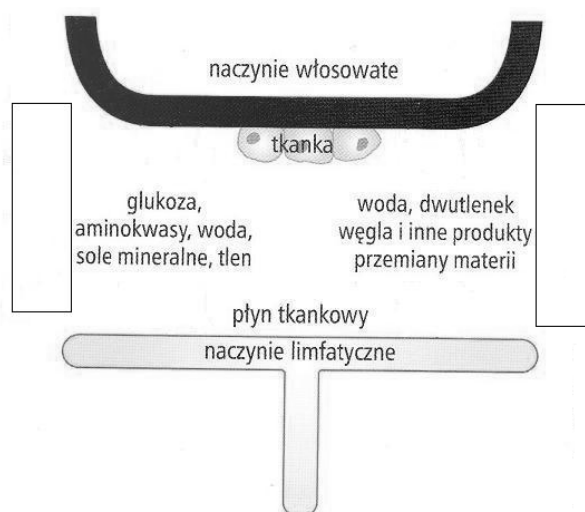 naczynie włosowate
tkanka
glukoza,
aminokwasy, woda,
sole mineralne, tlen
woda, dwutlenek
węgla i inne produkty
przemiany materii
płyn tkankowy
naczynie limfatyczne